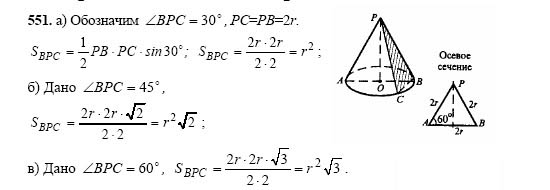 551. а) Обозначим ∠BPC = 30°, PC=PB=2r.
S_BPC = 1/2 PB · PC · sin30°; S_BPC = (2r · 2r)/(2 · 2) = r²;
б) Дано ∠BPC = 45°,
S_BPC = (2r · 2r · √2)/(2 · 2) = r²√2;
в) Дано ∠BPC = 60°, S_BPC = (2r · 2r · √3)/(2 · 2) = r²√3.
P
A
O
B
C
Осевое
сечение
P
2r
2r
A
60°
B
2r